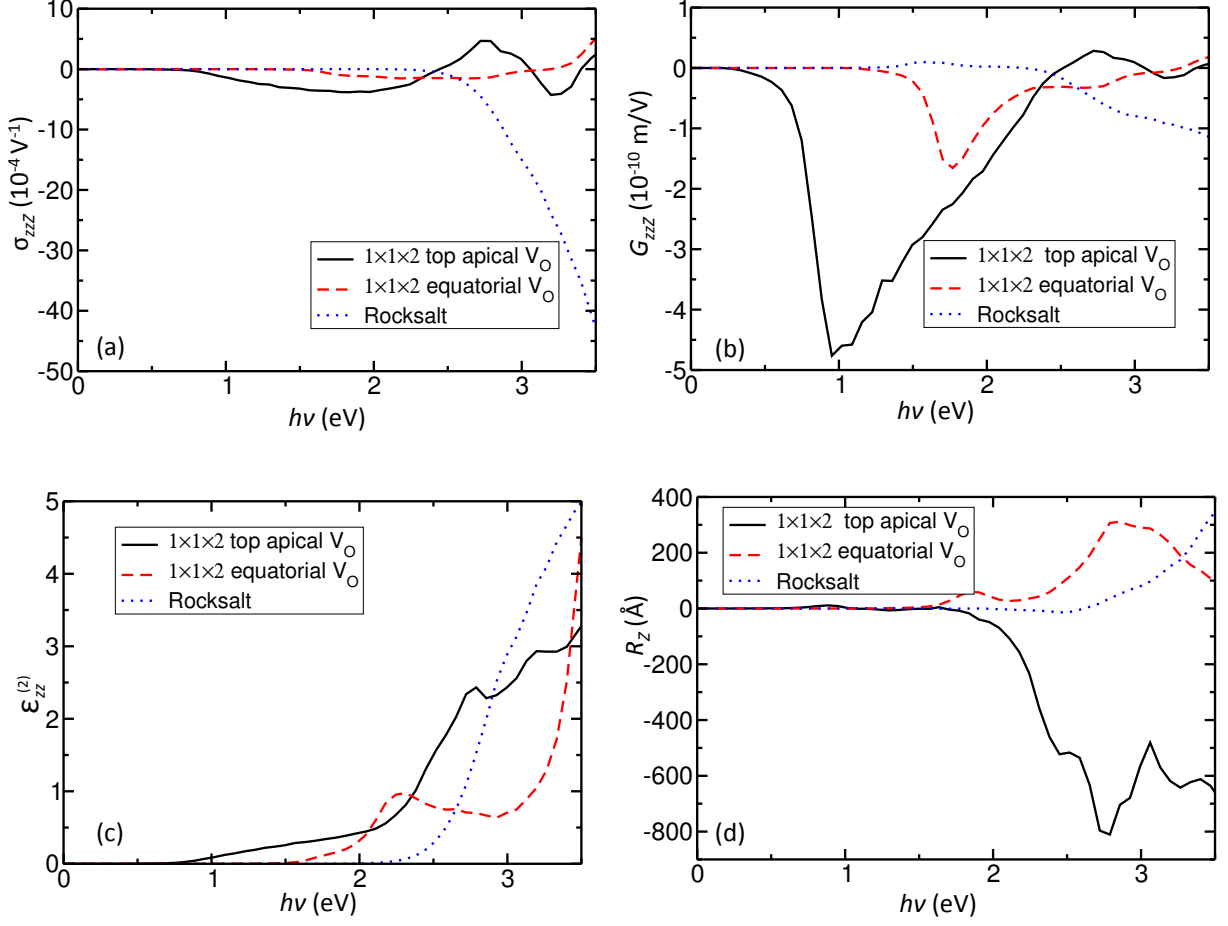 10
0
-10
-20
-30
-40
-50
σzzZ (10-4 V-1)
1×1×2 top apical VO
1×1×2 equatorial VO
Rocksalt
(a)
0 1 2 3
hν (eV)
1
0
-1
-2
-3
-4
-5
GzzZ (10-10 m/V)
1×1×2 top apical VO
1×1×2 equatorial VO
Rocksalt
(b)
0 1 2 3
hν (eV)
5
4
3
2
1
0
εzz(2)
1×1×2 top apical VO
1×1×2 equatorial VO
Rocksalt
(c)
0 1 2 3
hν (eV)
400
200
0
-200
-400
-600
-800
RZ (Å)
1×1×2 top apical VO
1×1×2 equatorial VO
Rocksalt
(d)
0 1 2 3
hν (eV)